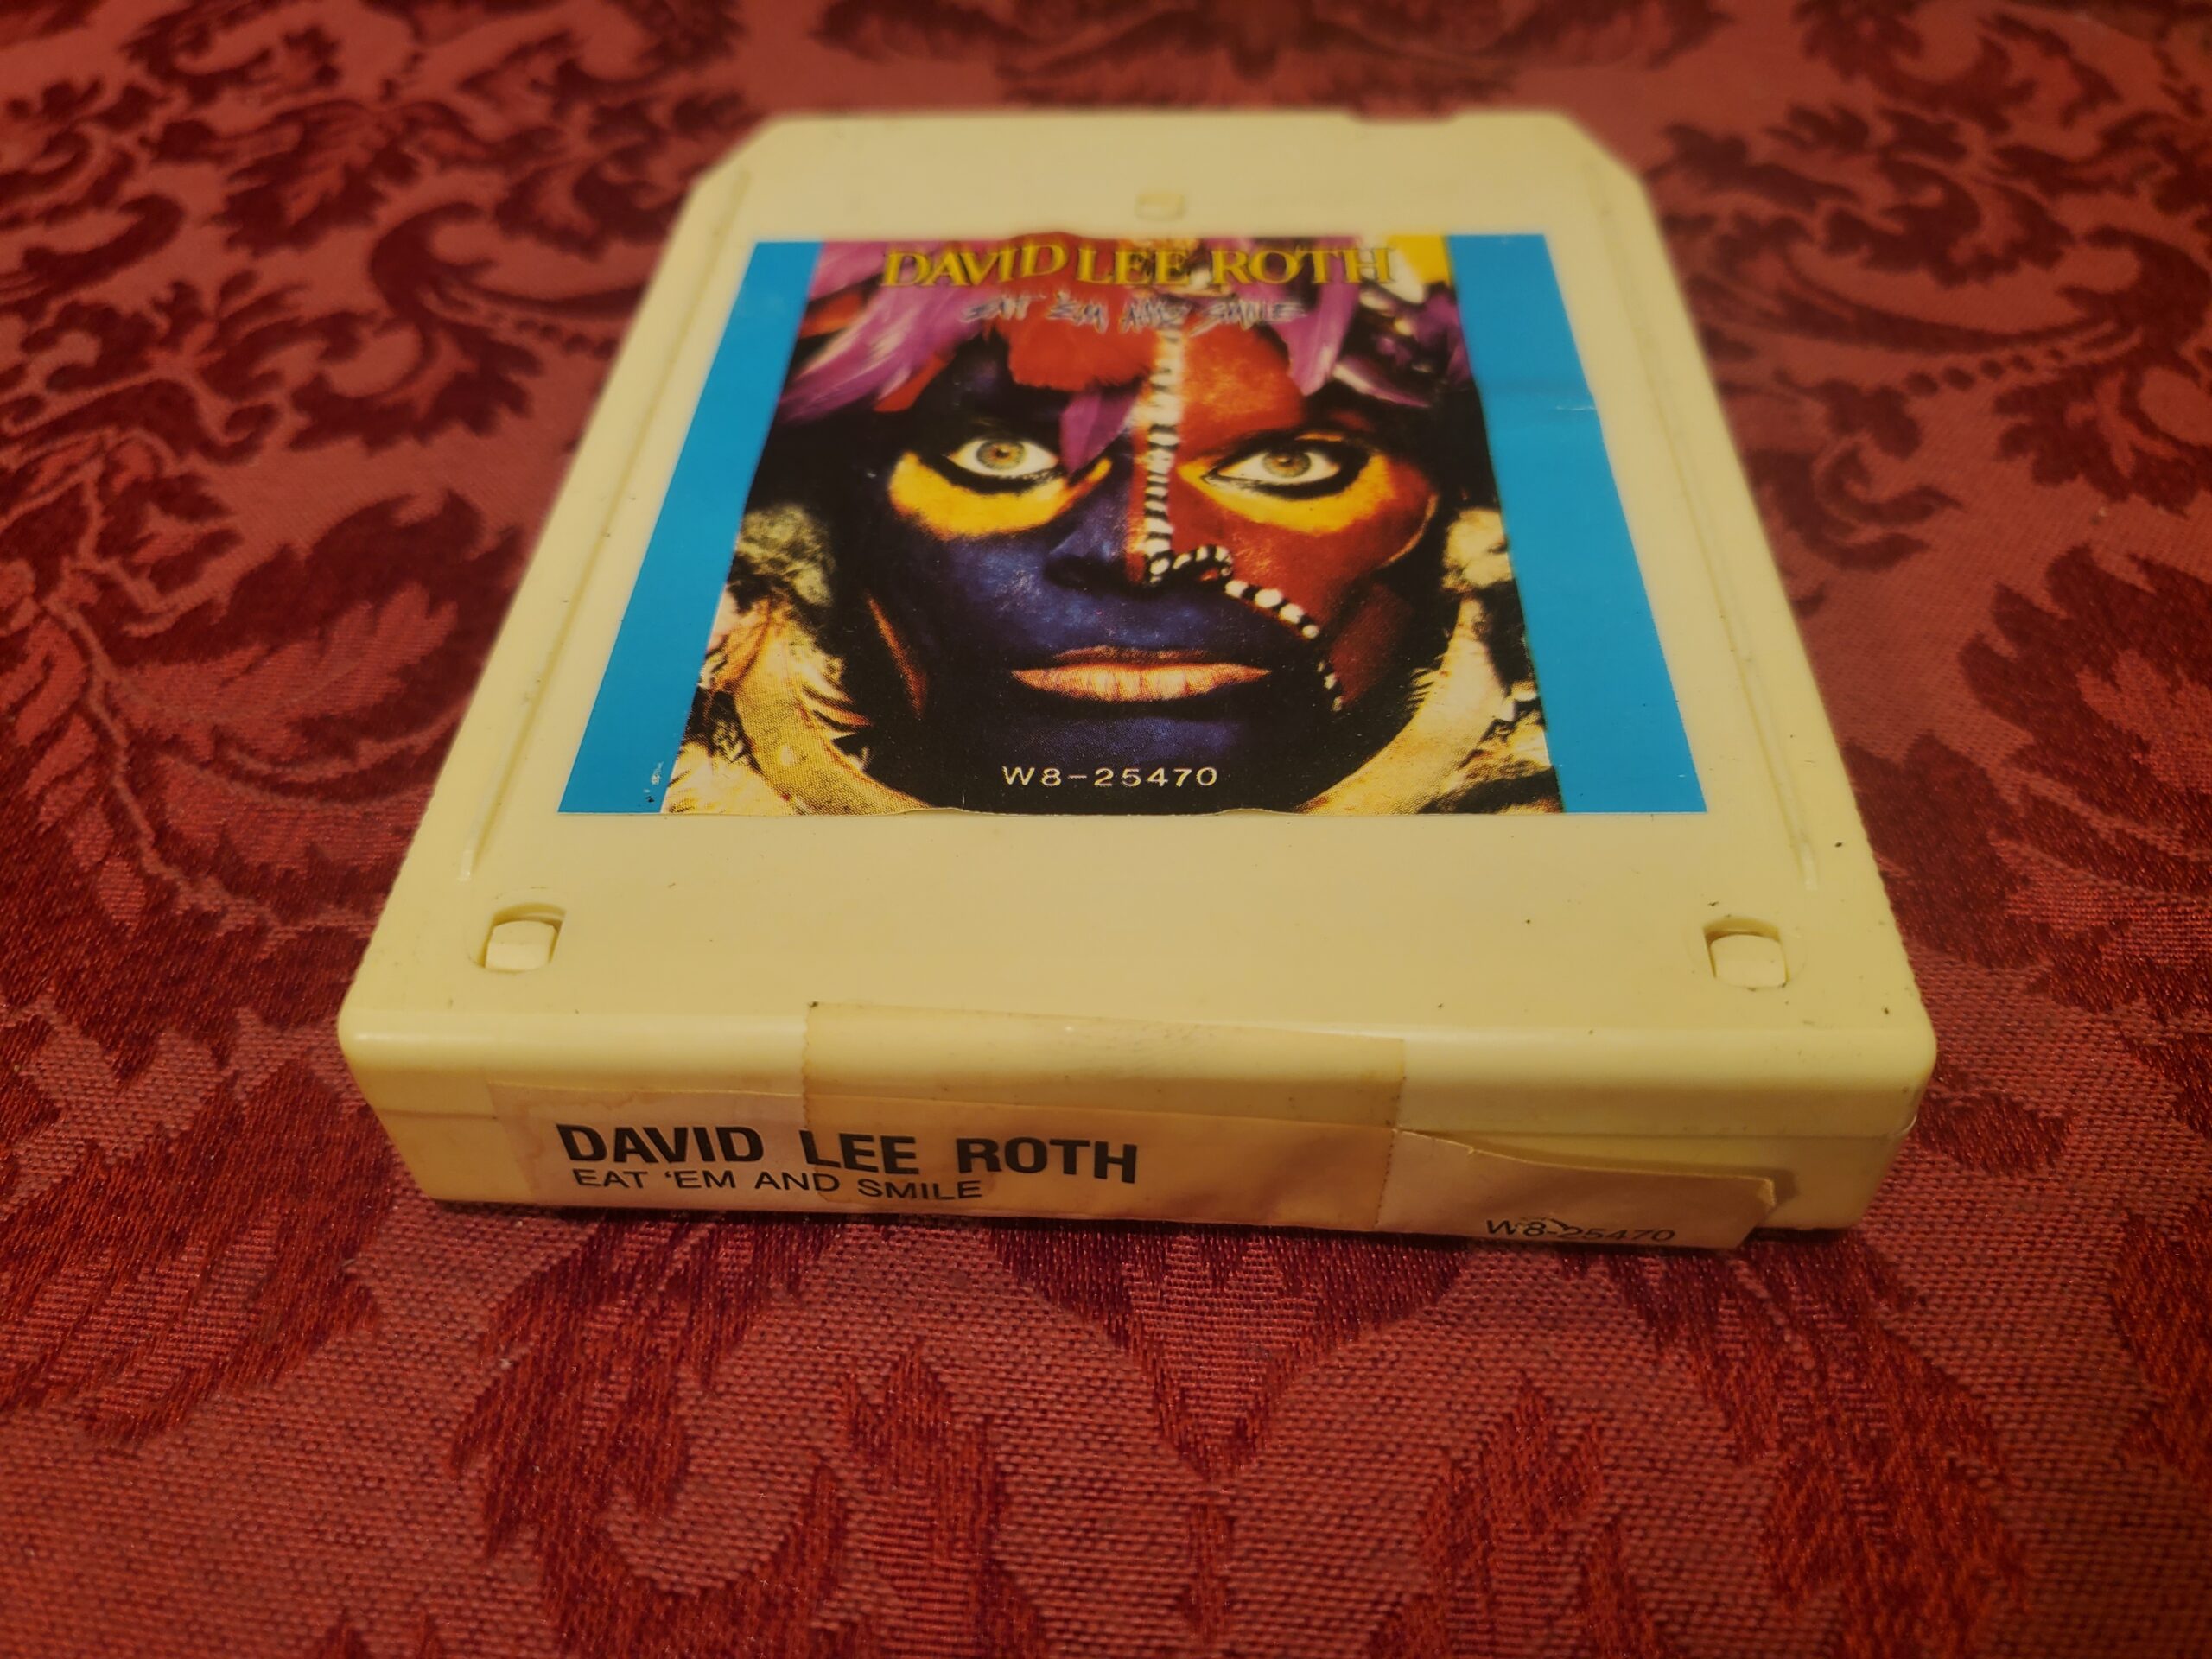 DAVID LEE ROTH
EAT 'EM AND SMILE
W8-25470
DAVID LEE ROTH
EAT 'EM AND SMILE
W8-25470